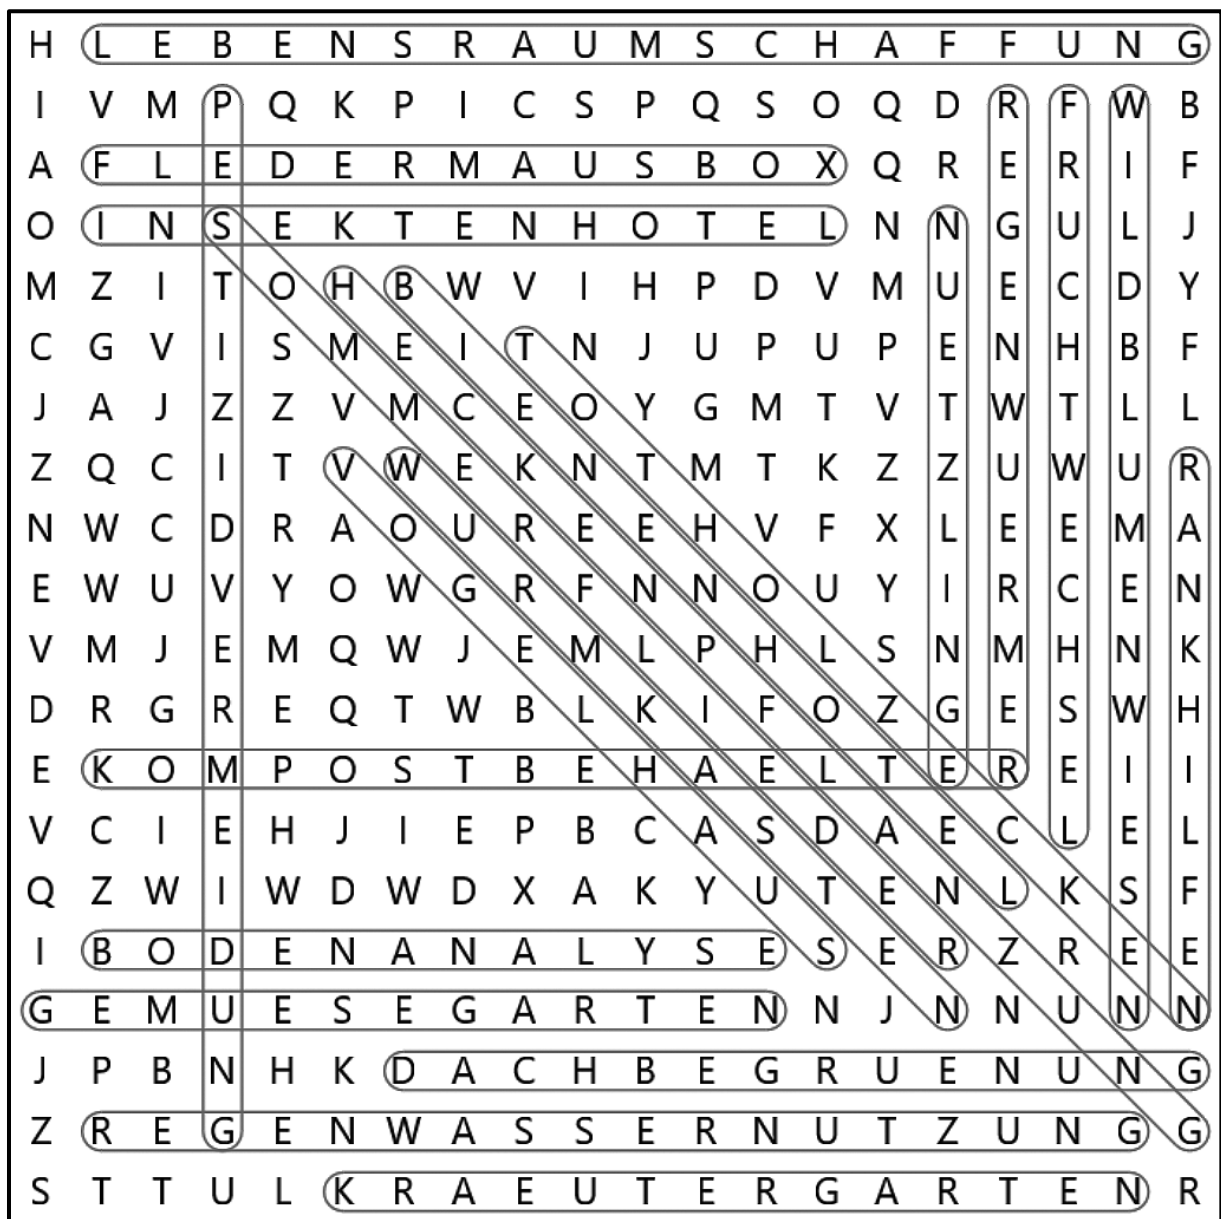 H L E B E N S R A U M S C H A F F U N G
I V M P Q K P I C S P Q S O Q D R F W B
A F L E D E R M A U S B O X Q R E R I F
O I N S E K T E N H O T E L N N G U L J
M Z I T O H B W V I H P D V M U E C D Y
C G V I S M E I T N J U P U P E N H B F
J A J Z Z V M C E O Y G M T V T W T L L
Z Q C I T V W E K N T M T K Z Z U W U R
N W C D R A O U R E E H V F X L E E M A
E W U V Y O W G R F N N O U Y I R C E N
V M J E M Q W J E M L P H L S N M H N K
D R G R E Q T W B L K I F O Z G E S W H
E K O M P O S T B E H A E L T E R E I I
V C I E H J I E P B C A S D A E C L E L
Q Z W I W D W D X A K Y U T E N L K S F
I B O D E N A N A L Y S E S E R Z R E E
G E M U E S E G A R T E N N J N N U N N
J P B N H K D A C H B E G R U E N U N G
Z R E G E N W A S S E R N U T Z U N G G
S T T U L K R A E U T E R G A R T E N R